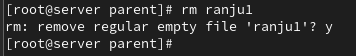 [root@server parent]# rm ranju1
rm: remove regular empty file 'ranju1'? y
[root@server parent]#